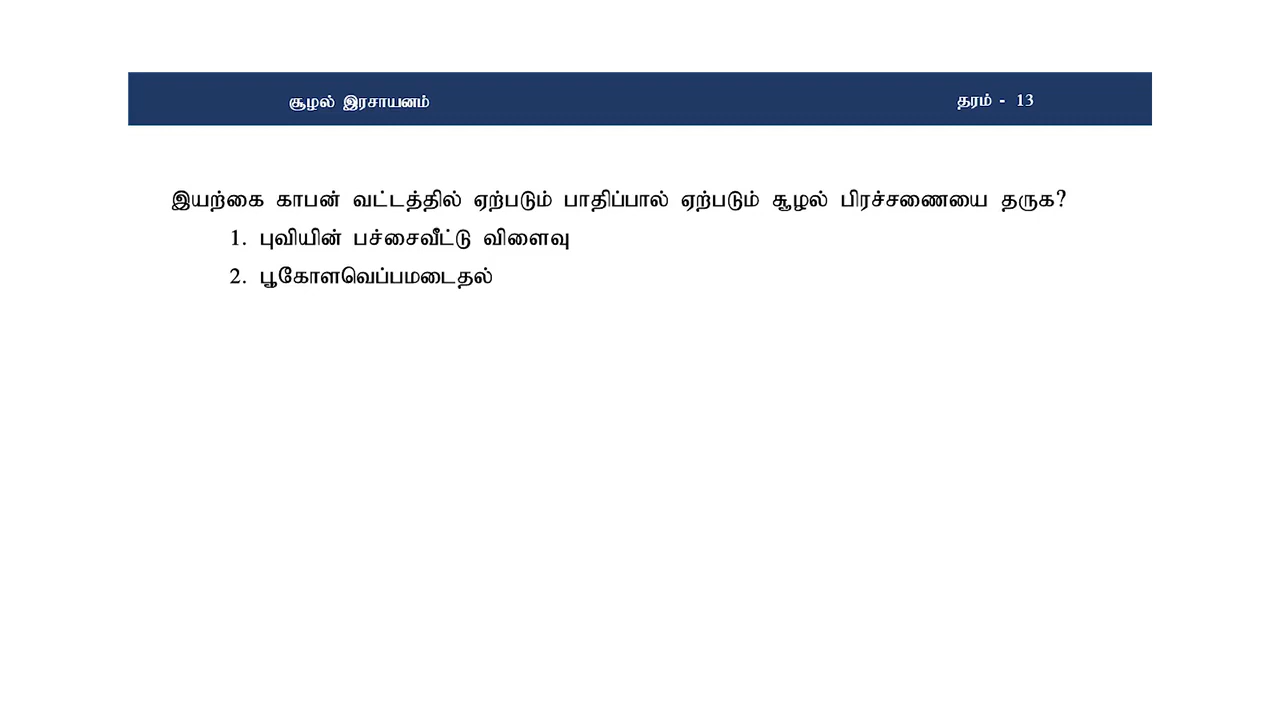 சூழல் இரசாயனம் தரம் - 13
இயற்கை காபன் வட்டத்தில் ஏற்படும் பாதிப்பால் ஏற்படும் சூழல் பிரச்சணையை தருக?
1. புவியின் பச்சைவீட்டு விளைவு
2. பூகோளவெப்பமடைதல்